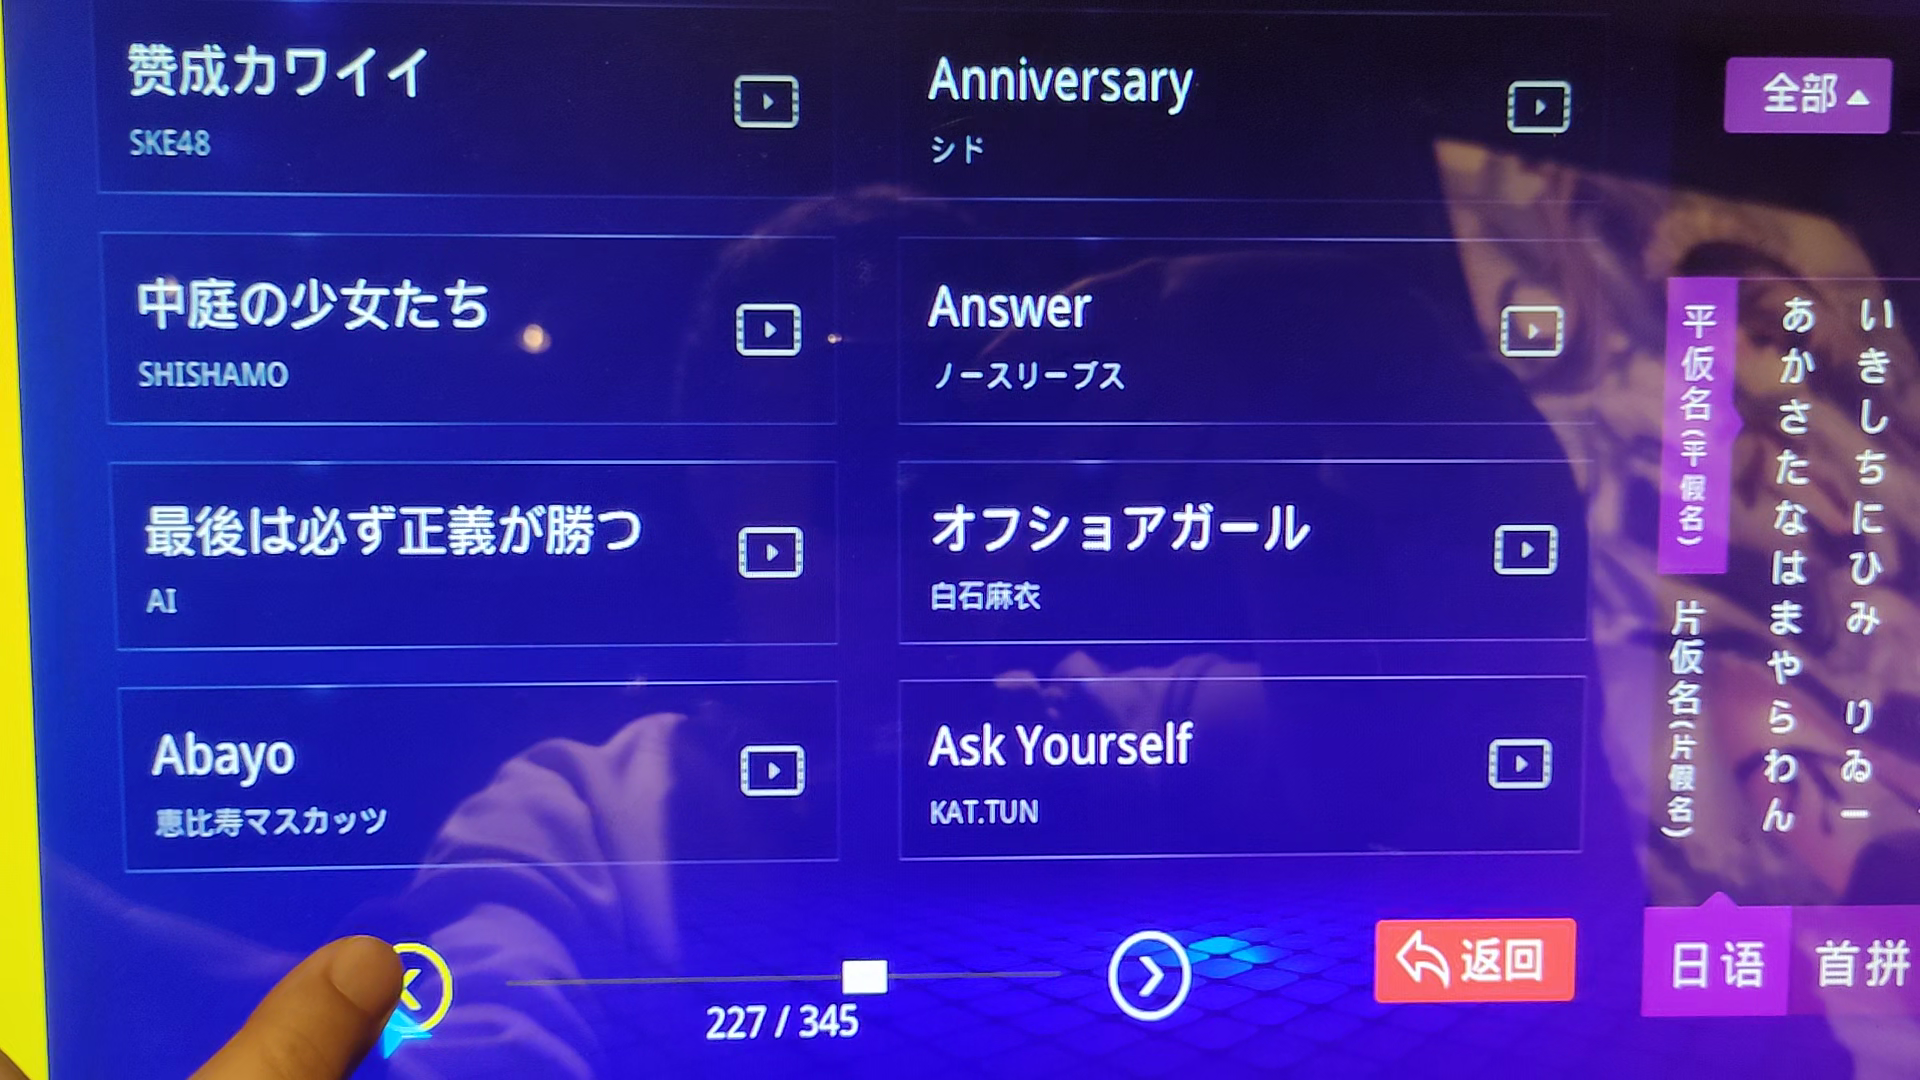 赞成カワイイ
SKE48
Anniversary
シド
中庭の少女たち
SHISHAMO
Answer
ノースリーブス
最後は必ず正義が勝つ
AI
オフショアガール
白石麻衣
Abayo
恵比寿マスカッツ
Ask Yourself
KAT.TUN
227 / 345
返回
全部
平仮名(平假名)
片仮名(片假名)
あかさたなはまやらわん
いきしちにひみ りゐー
日语
首拼